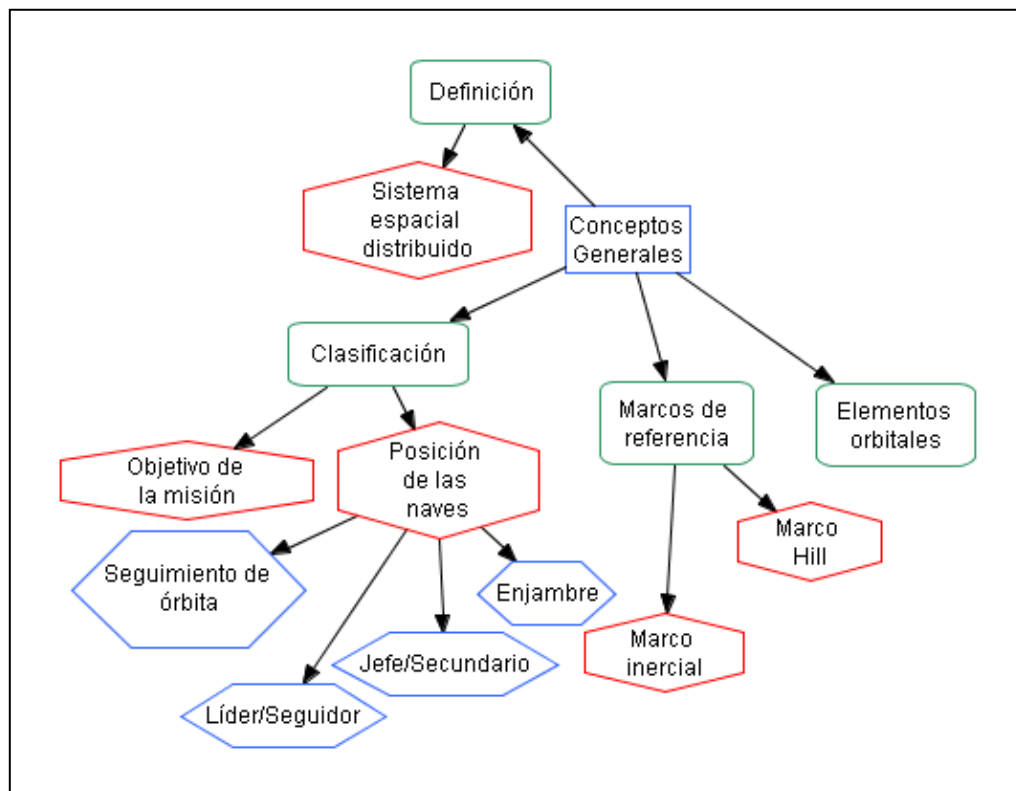 Definición
Sistema
espacial
distribuido
Conceptos
Generales
Clasificación
Marcos de
referencia
Elementos
orbitales
Objetivo de
la misión
Posición
de las
naves
Marco
Hill
Seguimiento de
órbita
Enjambre
Marco
inercial
Jefe/Secundario
Líder/Seguidor